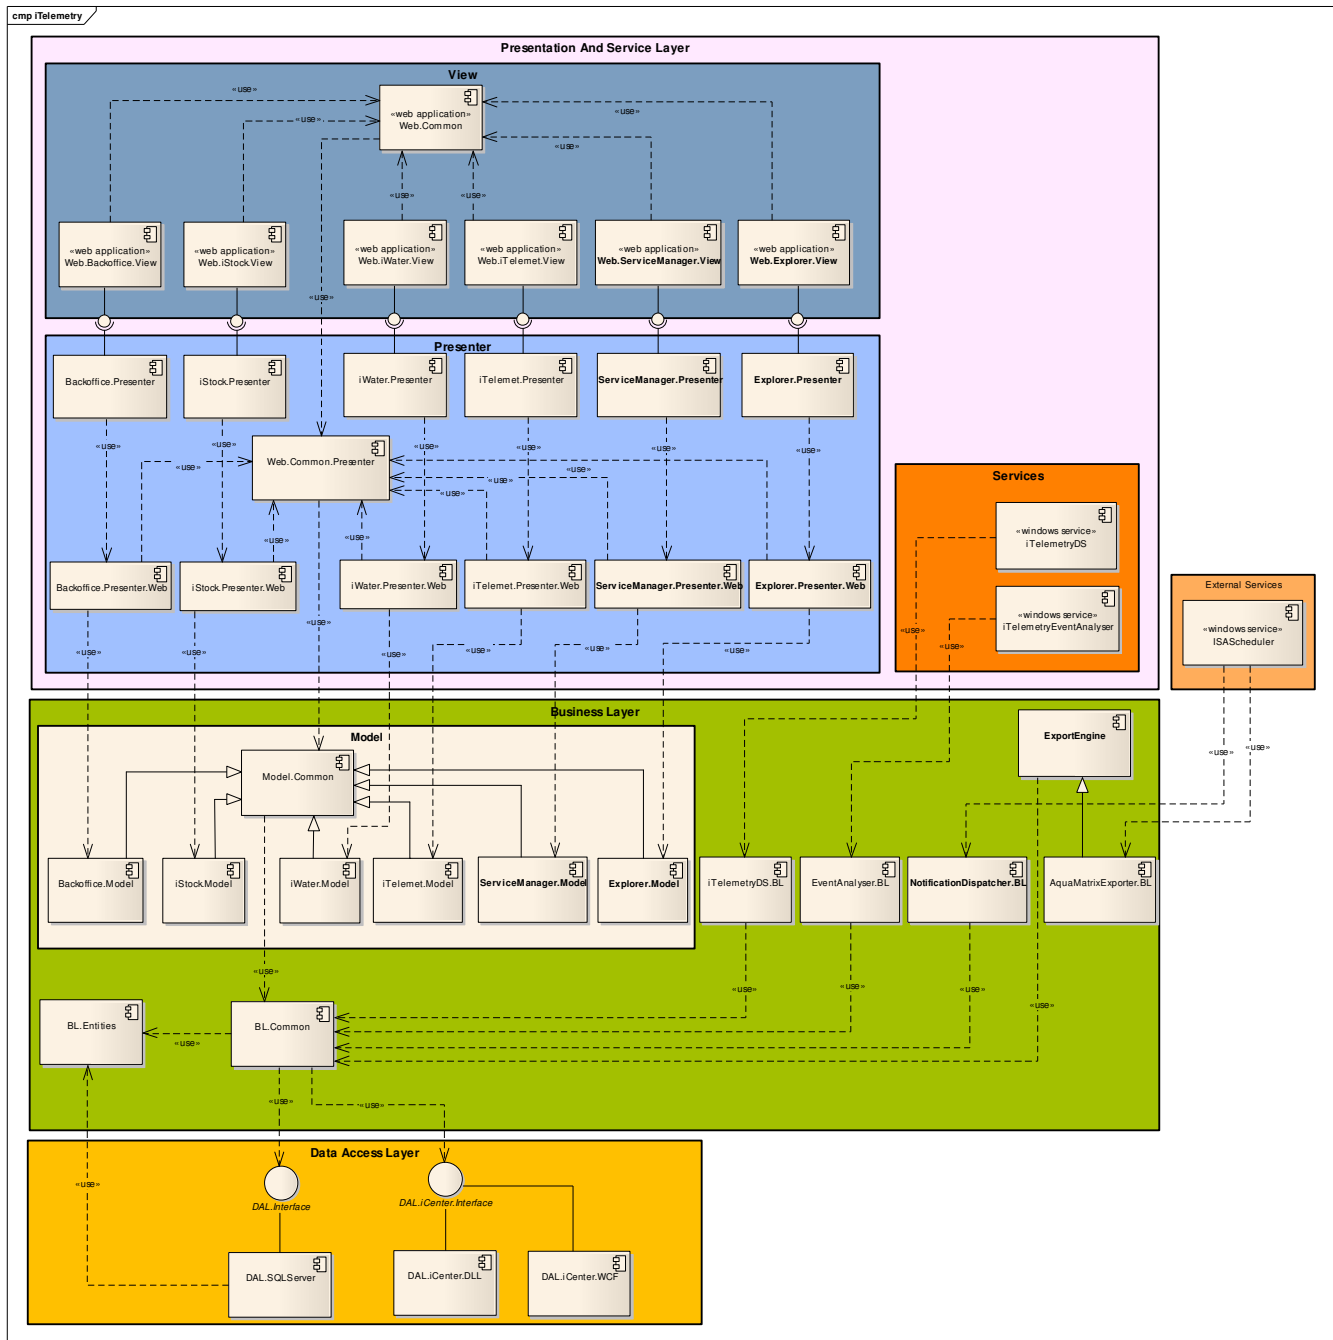 cmp iTelemetry
Presentation And Service Layer
View
«use»
«web application»
Web.Common
«use»
«use»
«use»
«use»
«use»
«web application»
Web.Backoffice.View
«web application»
Web.iStock.View
«web application»
Web.iWater.View
«web application»
Web.iTelemet.View
«web application»
Web.ServiceManager.View
«web application»
Web.Explorer.View
«use»
Presenter
Backoffice.Presenter
iStock.Presenter
iWater.Presenter
iTelemet.Presenter
ServiceManager.Presenter
Explorer.Presenter
«use»
«use»
«use»
«use»
«use»
«use»
Web.Common.Presenter
«use»
«use»
«use»
«use»
Services
«windows service»
iTelemetryDS
«use»
«use»
Backoffice.Presenter.Web
iStock.Presenter.Web
iWater.Presenter.Web
iTelemet.Presenter.Web
ServiceManager.Presenter.Web
Explorer.Presenter.Web
«windows service»
iTelemetryEventAnalyser
External Services
«windows service»
ISAScheduler
«use»
«use»
«use»
«use»
«use»
«use»
«use»
«use»
«use»
Business Layer
Model
Model.Common
ExportEngine
«use»
«use»
Backoffice.Model
iStock.Model
iWater.Model
iTelemet.Model
ServiceManager.Model
Explorer.Model
iTelemetryDS.BL
EventAnalyser.BL
NotificationDispatcher.BL
AquaMatrixExporter.BL
«use»
«use»
«use»
«use»
«use»
BL.Entities
BL.Common
«use»
«use»
«use»
Data Access Layer
«use»
DAL.Interface
DAL.iCenter.Interface
DAL.SQLServer
DAL.iCenter.DLL
DAL.iCenter.WCF